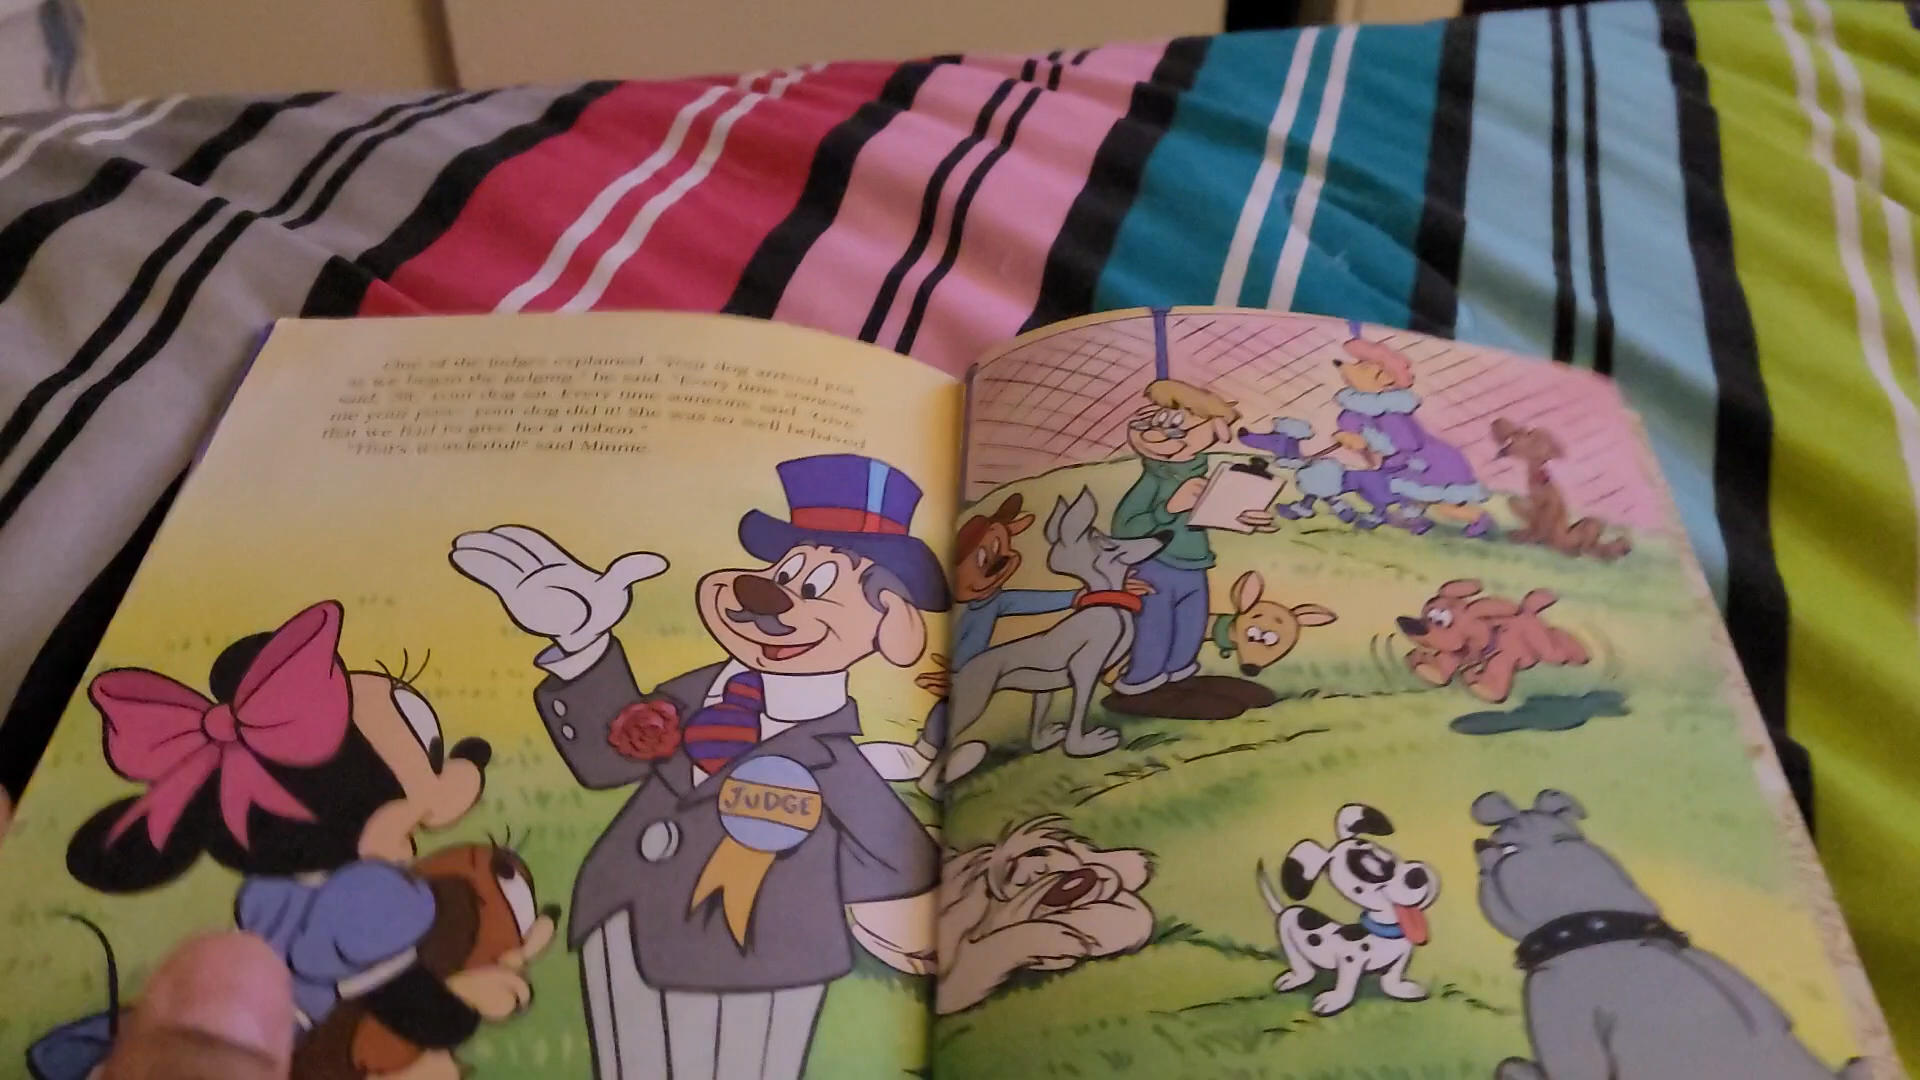 One of the judges explained. "Your dog arrived just
as we began the judging," he said. "Every time someone
said, 'Sit,' your dog sat. Every time someone said, 'Give
me your paw,' your dog did it! She was so well behaved
that we had to give her a ribbon."
"That's wonderful!" said Minnie.
JUDGE